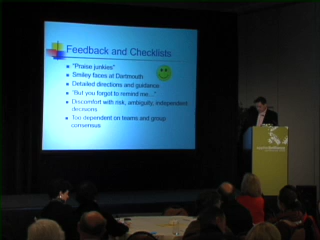 Feedback and Checklists
"Praise junkies"
Smiley faces at Dartmouth
Detailed directions and guidance
"But you forgot to remind me..."
Discomfort with risk, ambiguity, independent
decisions
Too dependent on teams and group
consensus